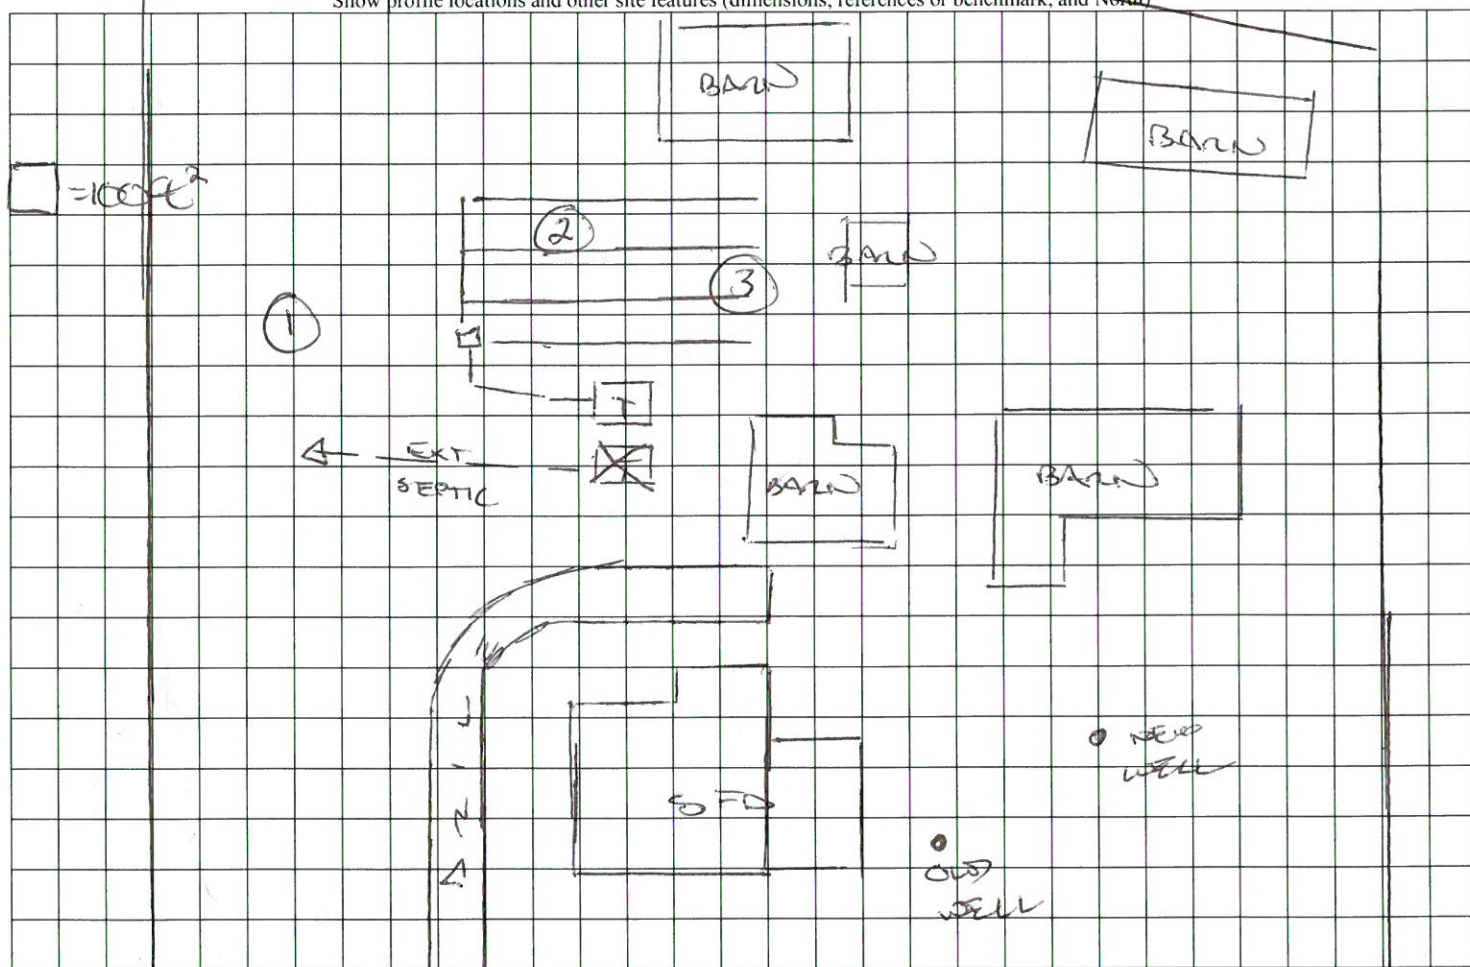 Show profile locations and other site features (dimensions, references or benchmark, and North)
BARN
BARN
=100ft²
2
BARN
3
1
T
EXT
SEPTIC
BARN
BARN
NEW
WELL
SFD
OLD
WELL